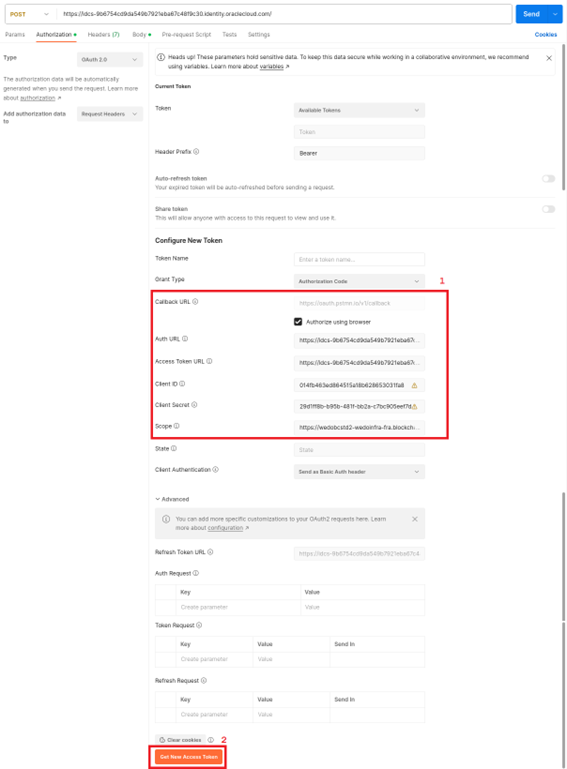 POST https://idcs-9b6754cd9da549b7921eba67c48f9c30.identity.oraclecloud.com/ Send
Params Authorization Headers (7) Body Pre-request Script Tests Settings Cookies
Type OAuth 2.0
The authorization data will be automatically
generated when you send the request. Learn more
about authorization
Add authorization data
to
Request Headers
Heads up! These parameters hold sensitive data. To keep this data secure while working in a collaborative environment, we recommend
using variables. Learn more about variables
Current Token
Token Available Tokens
Token
Header Prefix Bearer
Auto-refresh token
Your expired token will be auto-refreshed before sending a request.
Share token
This will allow anyone with access to this request to view and use it.
Configure New Token
Token Name Enter a token name...
Grant Type Authorization Code 1
Callback URL https://oauth.pstmn.io/v1/callback
Authorize using browser
Auth URL https://idcs-9b6754cd9da549b7921eba67c...
Access Token URL https://idcs-9b6754cd9da549b7921eba67c...
Client ID
Client Secret
Scope https://wedobcstd2-wedoinfra-fra.blockch...
State State
Client Authentication Send as Basic Auth header
Advanced
You can add more specific customizations to your OAuth2 requests here. Learn
more about configuration
Refresh Token URL https://idcs-9b6754cd9da549b7921eba67c4
Auth Request
Key Value
Create parameter Value
Token Request
Key Value Send In
Create parameter Value
Refresh Request
Key Value Send In
Create parameter Value
Clear cookies 2
Get New Access Token